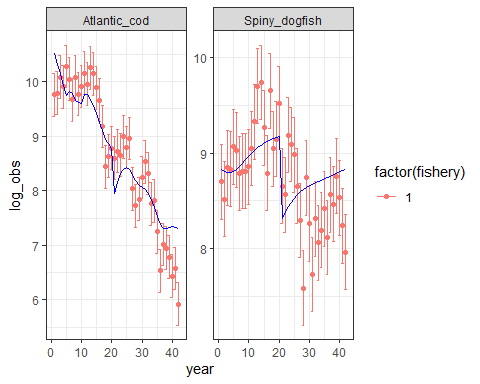 Atlantic_cod
Spiny_dogfish
log_obs
10
9
8
7
6
10
9
8
0 10 20 30 40
0 10 20 30 40
year
factor(fishery)
1